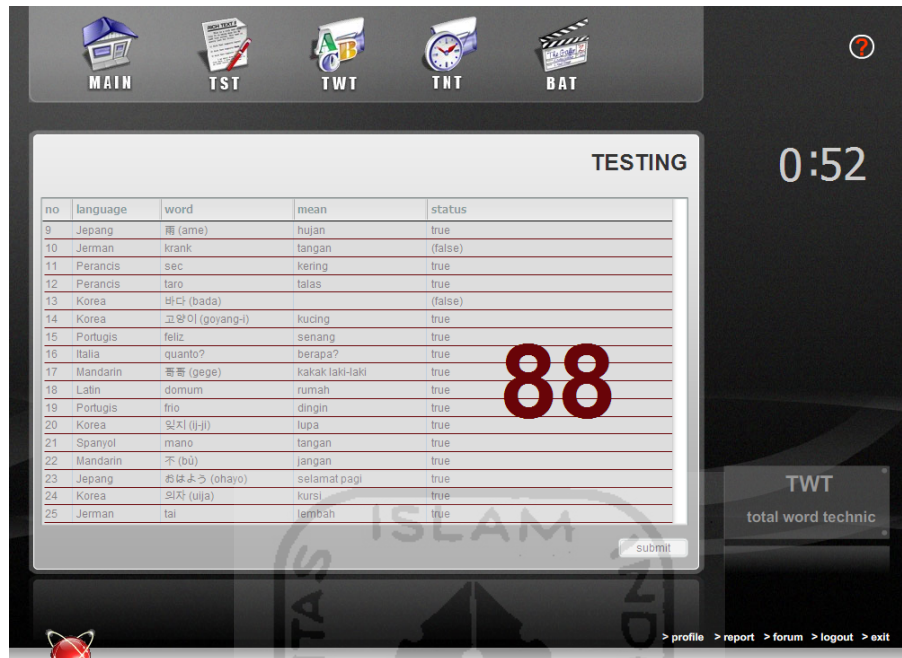 MAIN TST TWT TNT BAT ?
TESTING
0:52
no language word mean status
9 Jepang 雨 (ame) hujan true
10 Jerman krank tangan (false)
11 Perancis sec kering true
12 Perancis taro talas true
13 Korea 바다 (bada) (false)
14 Korea 고양이 (goyang-i) kucing true
15 Portugis feliz senang true
16 Italia quanto? berapa? true
17 Mandarin 哥哥 (gege) kakak laki-laki true
18 Latin domum rumah true
19 Portugis frio dingin true
20 Korea 잊지 (ij-ji) lupa true
21 Spanyol mano tangan true
22 Mandarin 不 (bù) jangan true
23 Jepang おはよう (ohayo) selamat pagi true
24 Korea 의자 (uija) kursi true
25 Jerman tai lembah true
88
submit
TWT
total word technic
ISLAM
> profile > report > forum > logout > exit